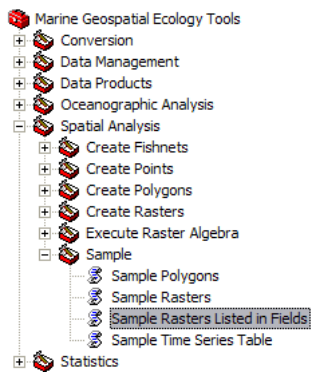 Marine Geospatial Ecology Tools
Conversion
Data Management
Data Products
Oceanographic Analysis
Spatial Analysis
Create Fishnets
Create Points
Create Polygons
Create Rasters
Execute Raster Algebra
Sample
Sample Polygons
Sample Rasters
Sample Rasters Listed in Fields
Sample Time Series Table
Statistics